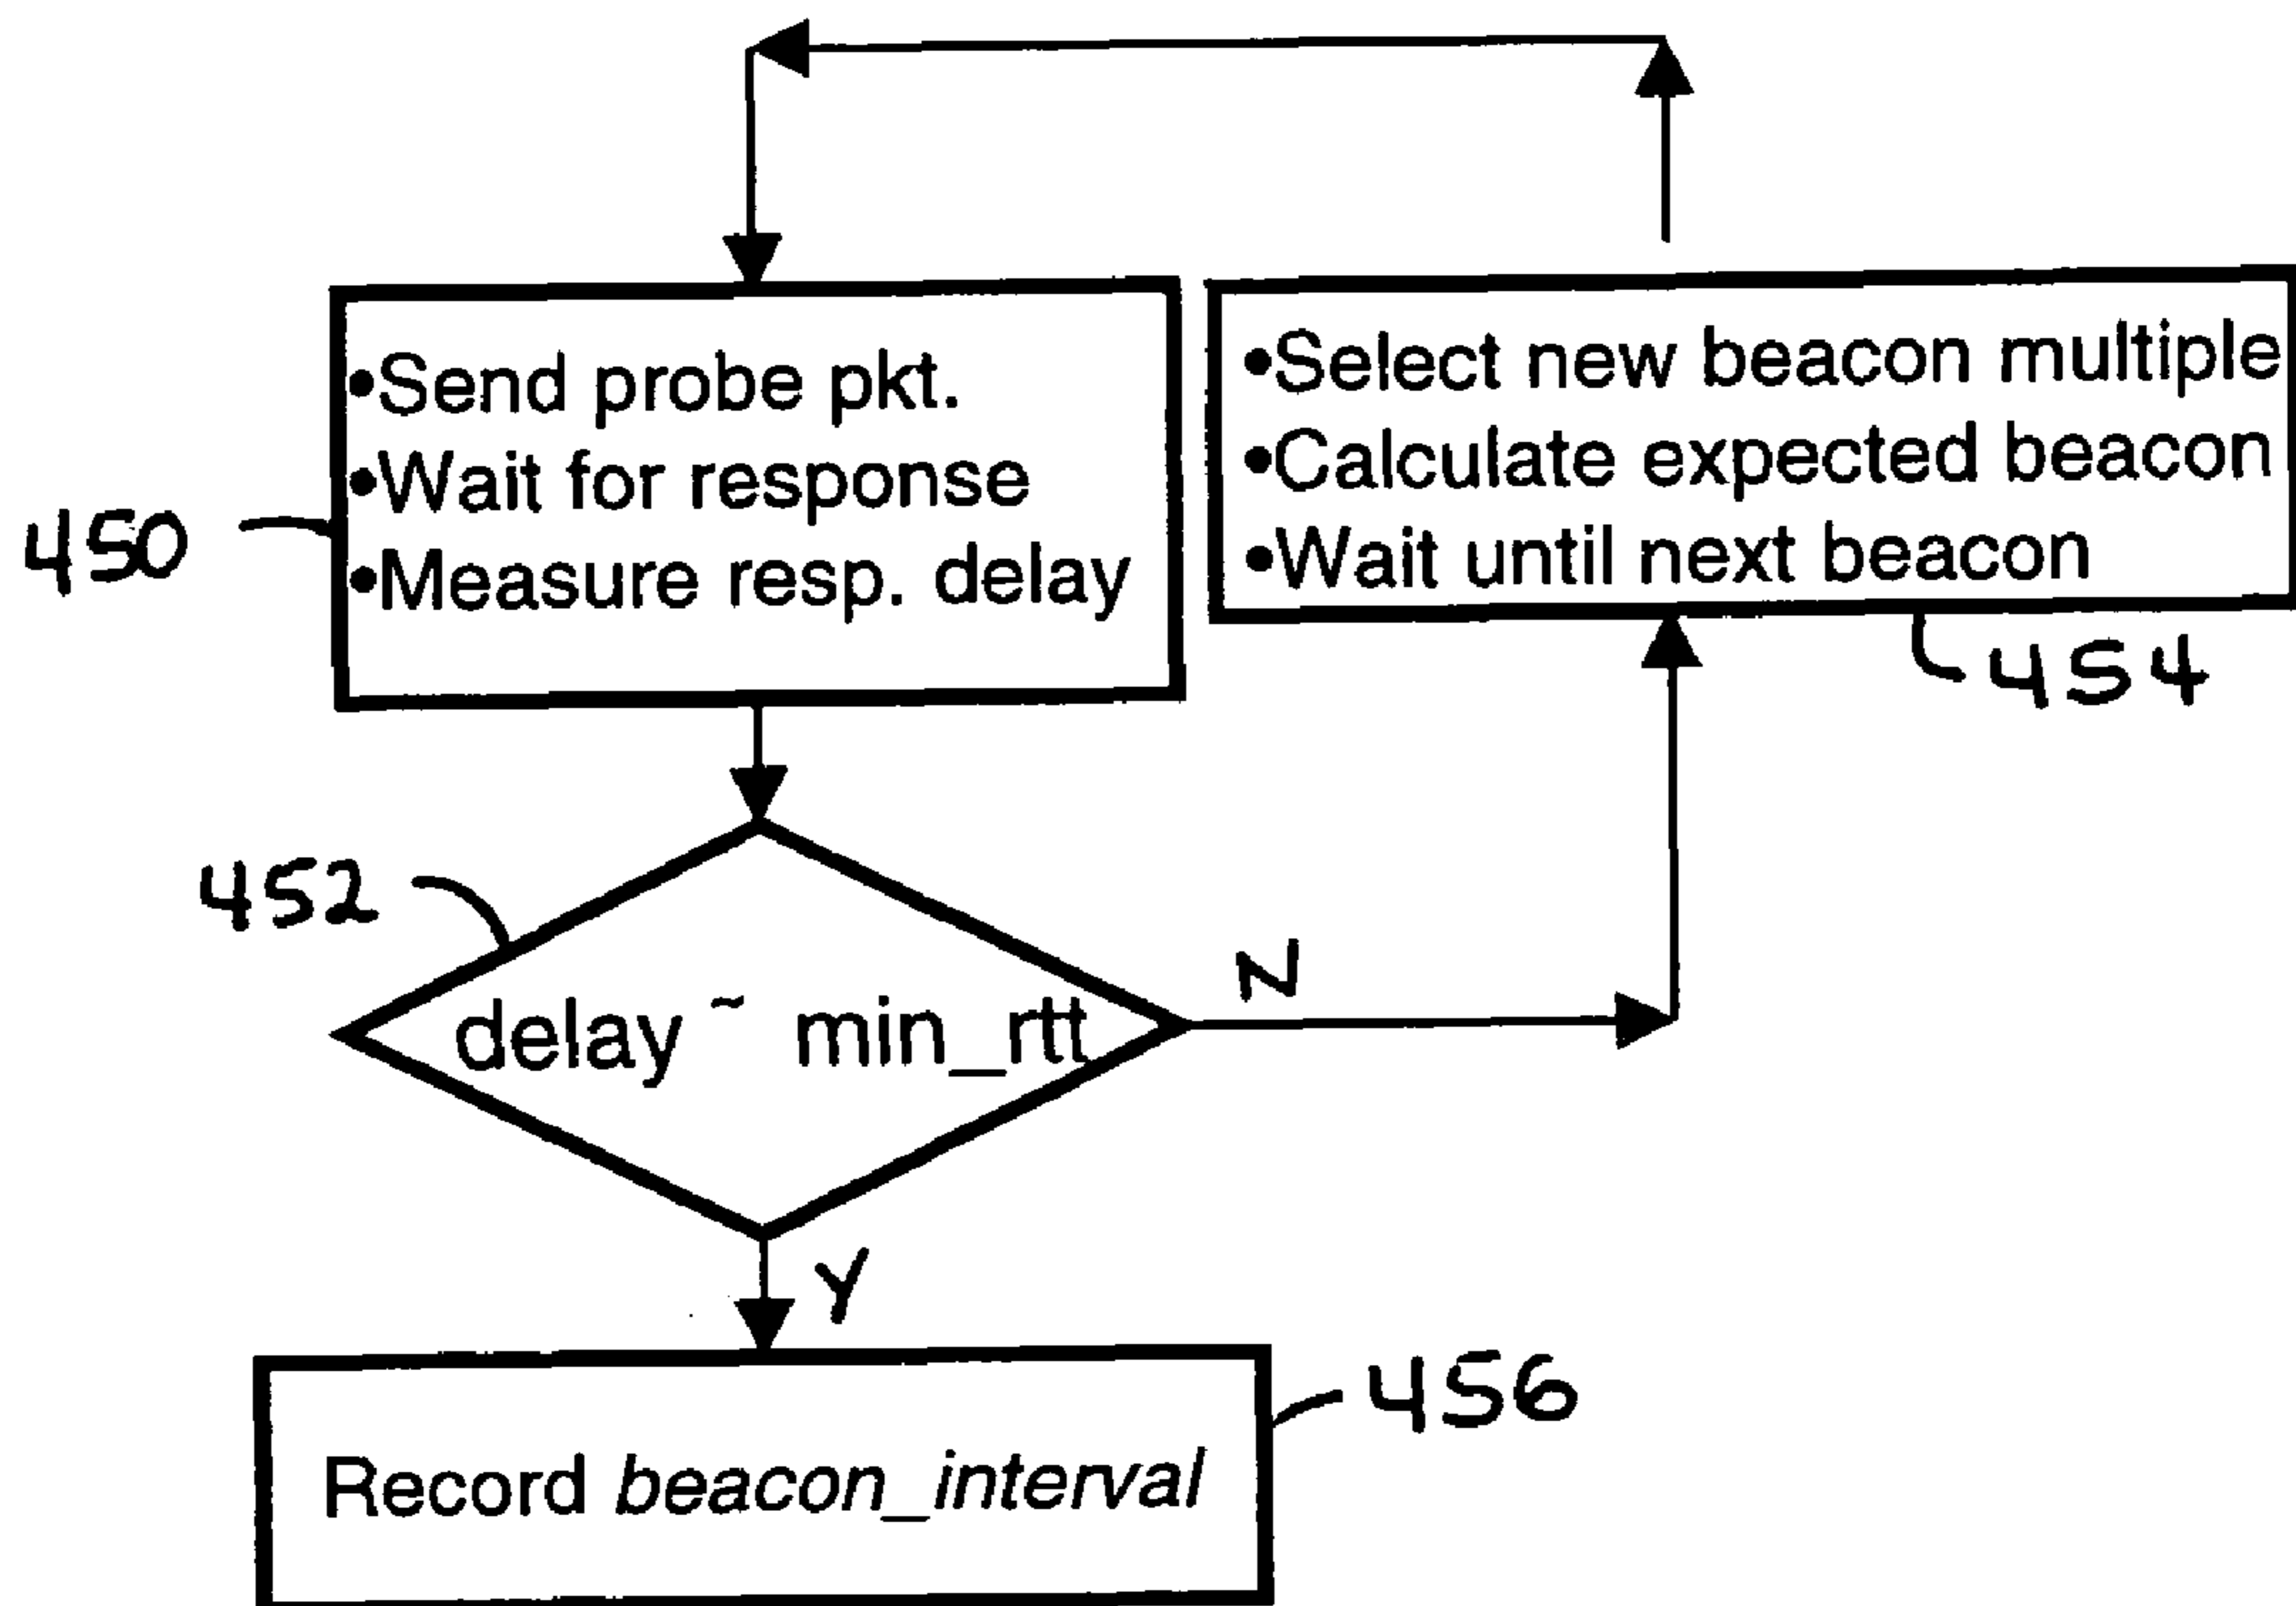 •Send probe pkt.
•Wait for response
•Measure resp. delay
450
•Select new beacon multiple
•Calculate expected beacon
•Wait until next beacon
454
452
delay ~ min_rtt
N
Y
Record beacon_interval
456